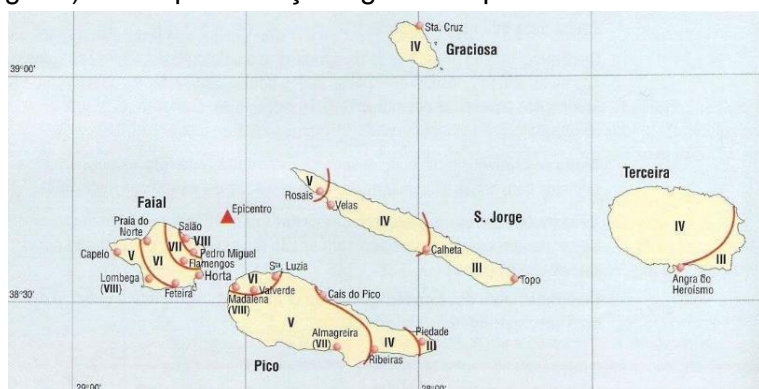 Sta. Cruz
IV
Graciosa
39°00'
V
Rosais
Velas
IV
S. Jorge
Calheta
III
Topo
Terceira
IV
III
Angra do
Heroísmo
Faial
Epicentro
Praia do
Norte
Salão
VIII
VII
Pedro Miguel
Capelo
V
VI
Flamengos
Horta
Lombega
(VIII)
Feteira
38°30'
VI
Sta Luzia
Madalena
(VIII)
Valverde
Cais do Pico
V
Almagreira
(VII)
IV
Piedade
III
Ribeiras
Pico
29°00'
28°00'